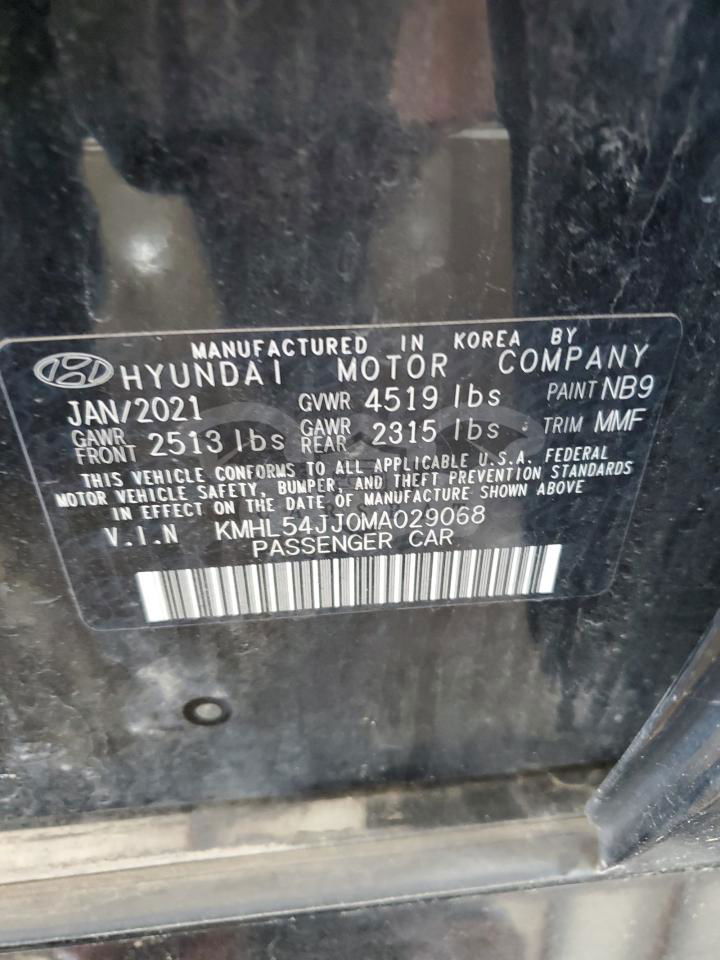 MANUFACTURED IN KOREA BY
HYUNDAI MOTOR COMPANY
JAN/2021 GVWR 4519 lbs PAINT NB9
GAWR FRONT 2513 lbs GAWR REAR 2315 lbs TRIM MMF
THIS VEHICLE CONFORMS TO ALL APPLICABLE U.S.A. FEDERAL
MOTOR VEHICLE SAFETY, BUMPER, AND THEFT PREVENTION STANDARDS
IN EFFECT ON THE DATE OF MANUFACTURE SHOWN ABOVE
V.I.N KMHL54JJ0MA029068
PASSENGER CAR